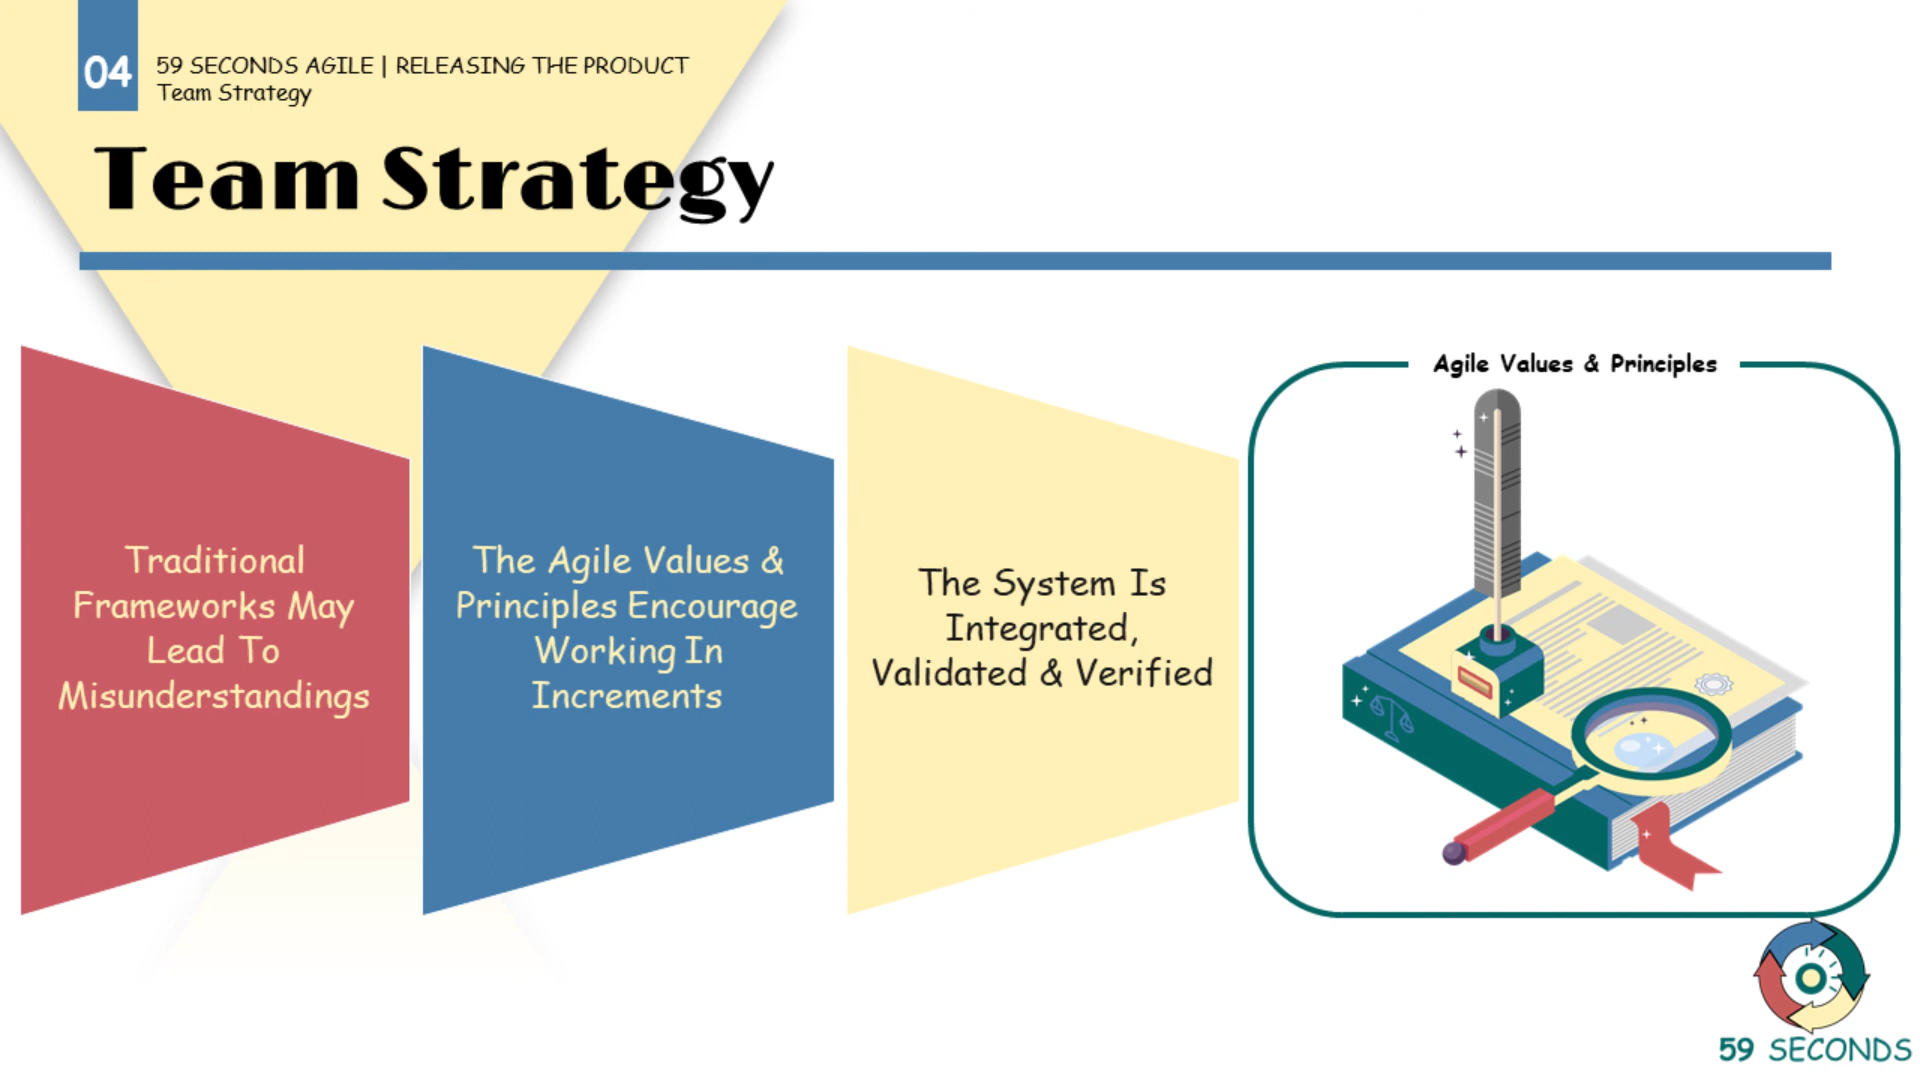 04
59 SECONDS AGILE | RELEASING THE PRODUCT
Team Strategy
Team Strategy
Traditional
Frameworks May
Lead To
Misunderstandings
The Agile Values &
Principles Encourage
Working In
Increments
The System Is
Integrated,
Validated & Verified
Agile Values & Principles
59 SECONDS